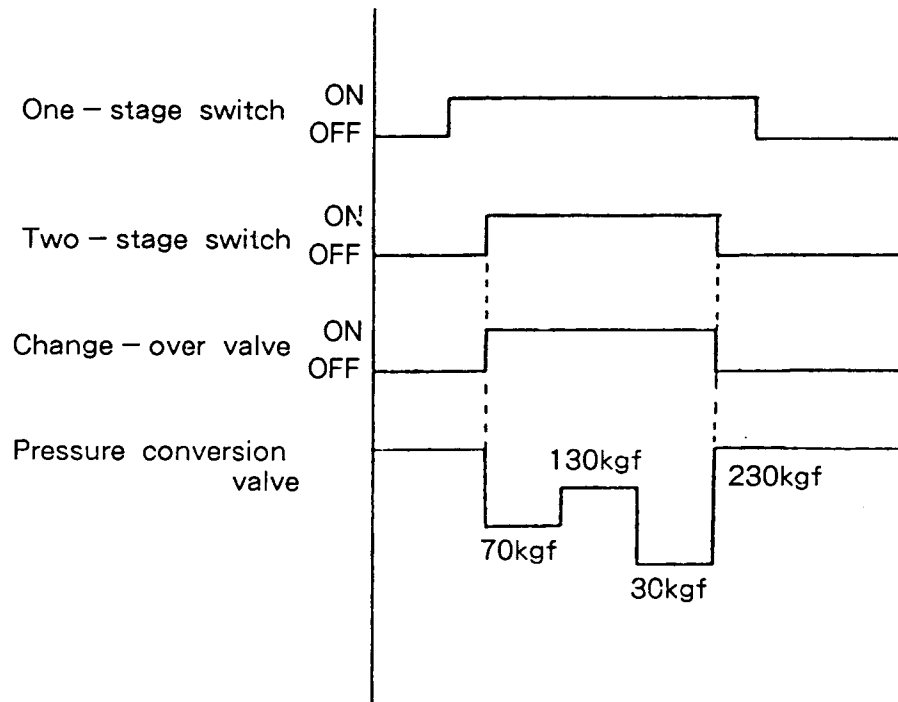 One – stage switch
ON
OFF
Two – stage switch
ON
OFF
Change – over valve
ON
OFF
Pressure conversion
valve
130kgf
230kgf
70kgf
30kgf